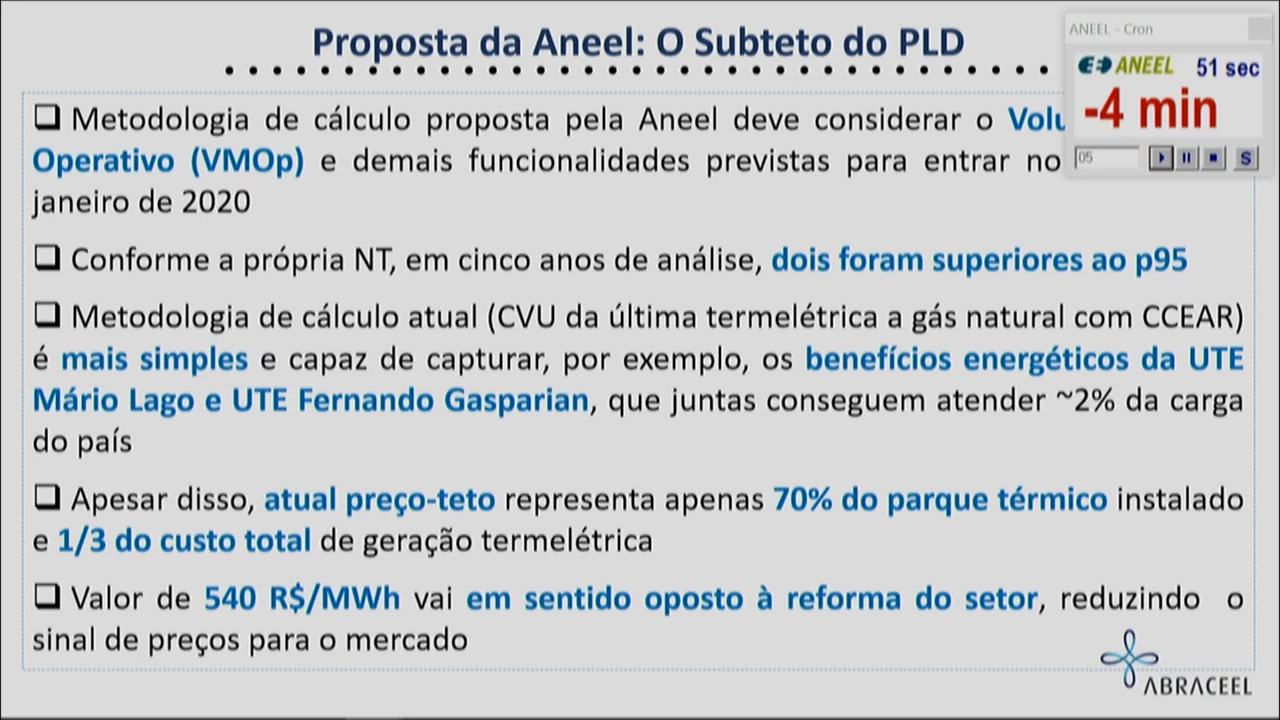 Proposta da Aneel: O Subteto do PLD
ANEEL - Cron
ANEEL 51 sec
-4 min
05
S
Metodologia de cálculo proposta pela Aneel deve considerar o
Operativo (VMOp) e demais funcionalidades previstas para entrar no
janeiro de 2020
Conforme a própria NT, em cinco anos de análise, dois foram superiores ao p95
Metodologia de cálculo atual (CVU da última termelétrica a gás natural com CCEAR)
é mais simples e capaz de capturar, por exemplo, os benefícios energéticos da UTE
Mário Lago e UTE Fernando Gasparian, que juntas conseguem atender ~2% da carga
do país
Apesar disso, atual preço-teto representa apenas 70% do parque térmico instalado
e 1/3 do custo total de geração termelétrica
Valor de 540 R$/MWh vai em sentido oposto à reforma do setor, reduzindo o
sinal de preços para o mercado
ABRACEEL